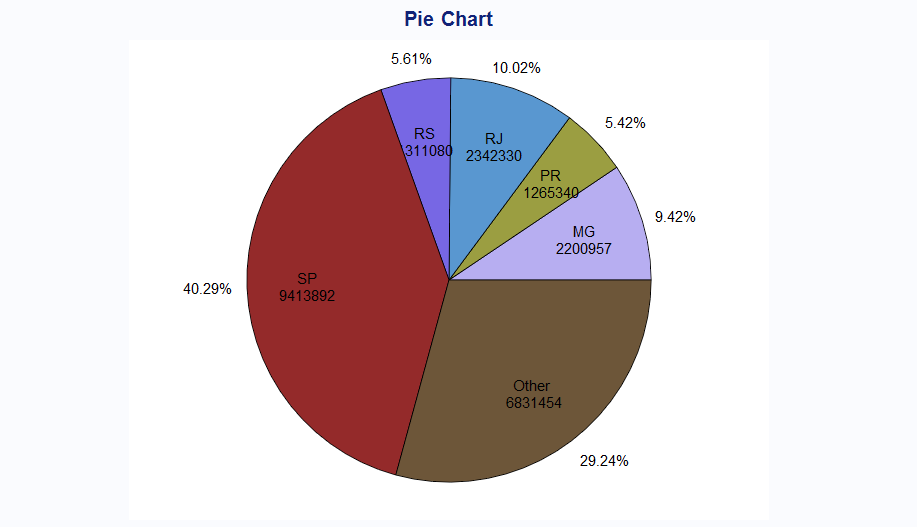 Pie Chart
5.61%
10.02%
RS
311080
RJ
2342330
5.42%
PR
1265340
9.42%
MG
2200957
40.29%
SP
9413892
Other
6831454
29.24%